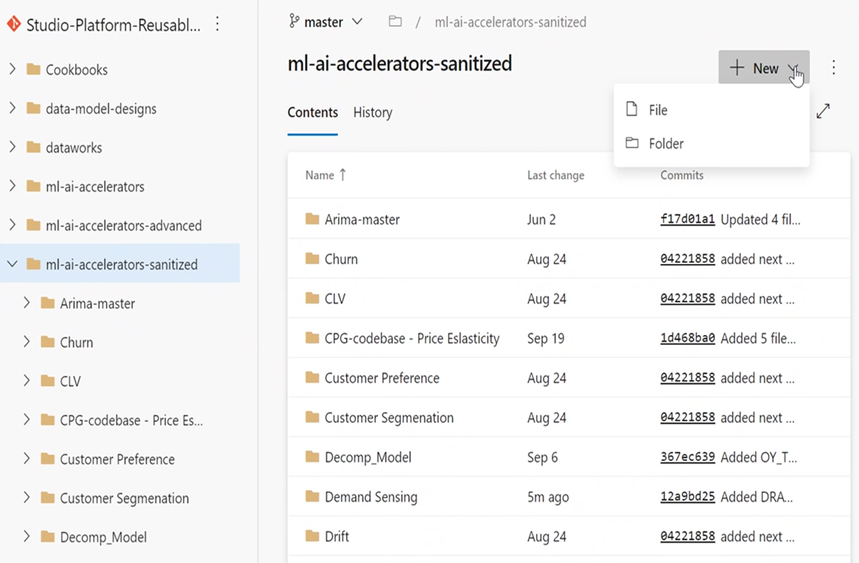 Studio-Platform-Reusabl...
Cookbooks
data-model-designs
dataworks
ml-ai-accelerators
ml-ai-accelerators-advanced
ml-ai-accelerators-sanitized
Arima-master
Churn
CLV
CPG-codebase - Price Es...
Customer Preference
Customer Segmenation
Decomp_Model
master / ml-ai-accelerators-sanitized
ml-ai-accelerators-sanitized
New
File
Folder
Contents History
Name Last change Commits
Arima-master Jun 2 f17d01a1 Updated 4 fil...
Churn Aug 24 04221858 added next ...
CLV Aug 24 04221858 added next ...
CPG-codebase - Price Eslasticity Sep 19 1d468ba0 Added 5 file...
Customer Preference Aug 24 04221858 added next ...
Customer Segmenation Aug 24 04221858 added next ...
Decomp_Model Sep 6 367ec639 Added OY_T...
Demand Sensing 5m ago 12a9bd25 Added DRA...
Drift Aug 24 04221858 added next ...